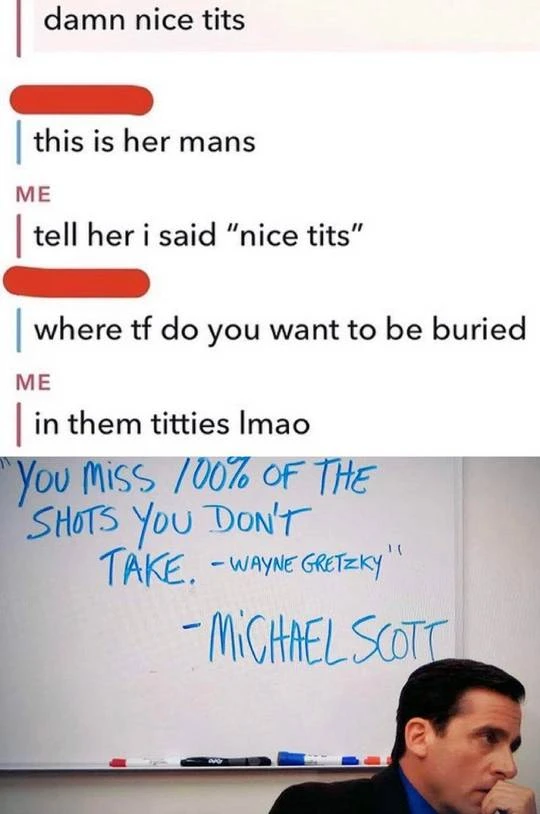 damn nice tits
this is her mans
ME
tell her i said “nice tits”
where tf do you want to be buried
ME
in them titties lmao
"YOU MISS 100% OF THE
SHOTS YOU DON'T
TAKE. - WAYNE GRETZKY"
- MICHAEL SCOTT